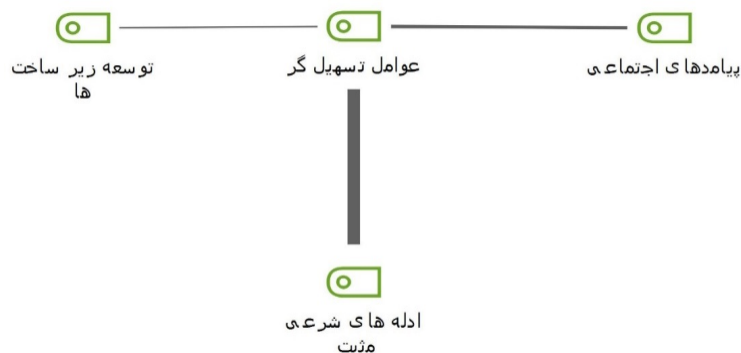 پیامدهای اجتماعی
عوامل تسهیل گر
توسعه زیر ساخت
ها
ادله های شرعی
مثبت